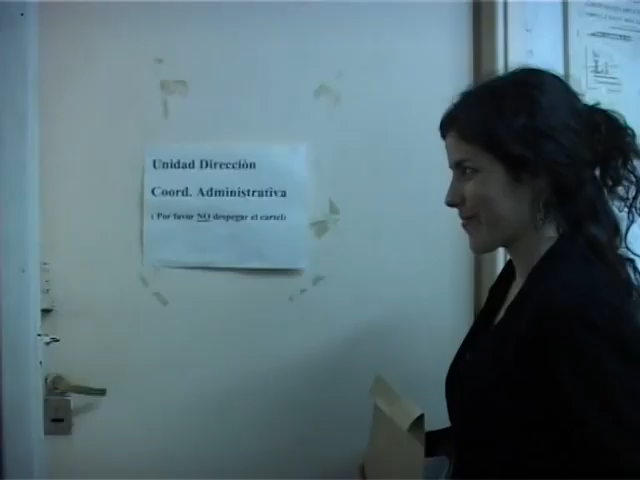 Unidad Dirección
Coord. Administrativa
( Por favor NO despegar el cartel)